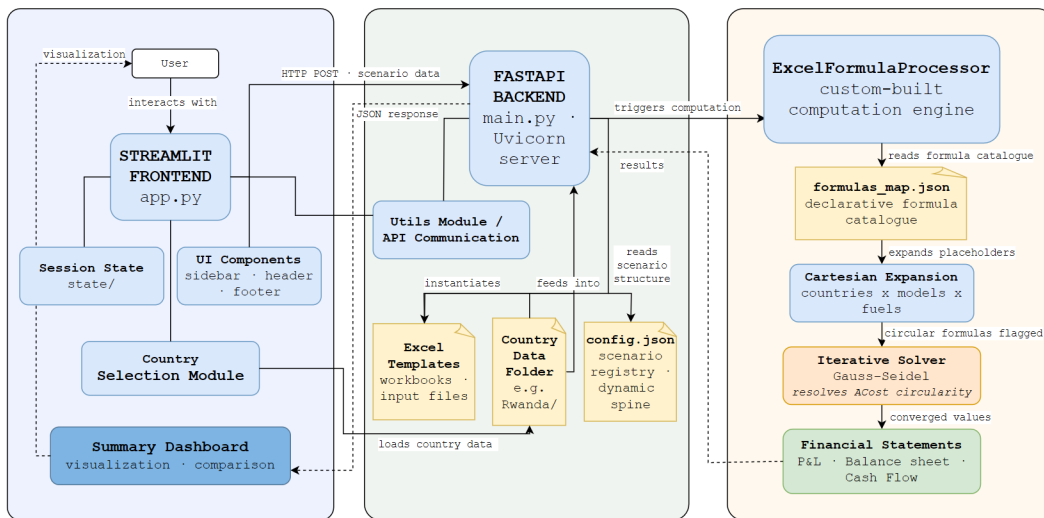 visualization
User
interacts with
STREAMLIT
FRONTEND
app.py
Session State
state/
UI Components
sidebar · header
· footer
Country
Selection Module
Summary Dashboard
visualization · comparison
HTTP POST · scenario data
JSON response
FASTAPI
BACKEND
main.py ·
Uvicorn
server
Utils Module /
API Communication
triggers computation
results
reads
scenario
structure
instantiates
feeds into
Excel
Templates
workbooks ·
input files
Country
Data
Folder
e.g.
Rwanda/
config.json
scenario
registry ·
dynamic
spine
loads country data
ExcelFormulaProcessor
custom-built
computation engine
reads formula catalogue
formulas_map.json
declarative formula
catalogue
expands placeholders
Cartesian Expansion
countries x models x
fuels
circular formulas flagged
Iterative Solver
Gauss-Seidel
resolves ACost circularity
converged values
Financial Statements
P&L · Balance sheet ·
Cash Flow